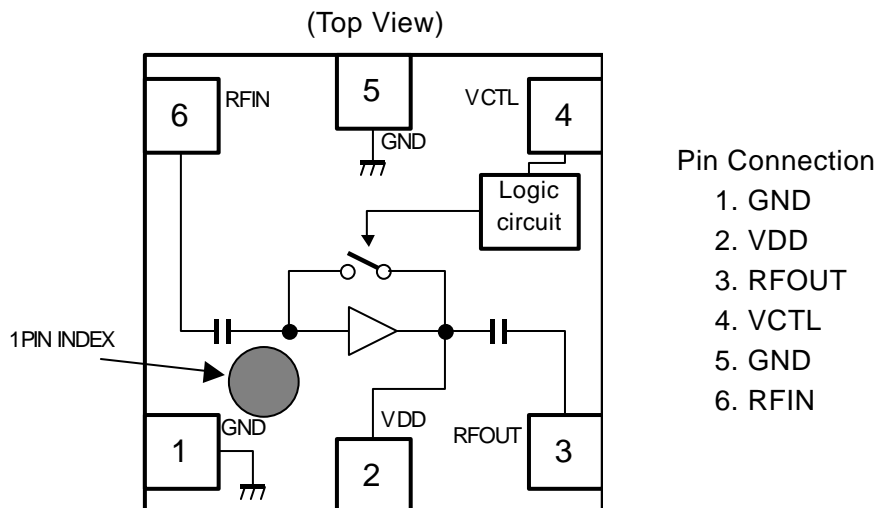 (Top View)
6
RFIN
5
GND
VCTL
4
Logic
circuit
1PIN INDEX
1
GND
VDD
2
RFOUT
3
Pin Connection
1. GND
2. VDD
3. RFOUT
4. VCTL
5. GND
6. RFIN